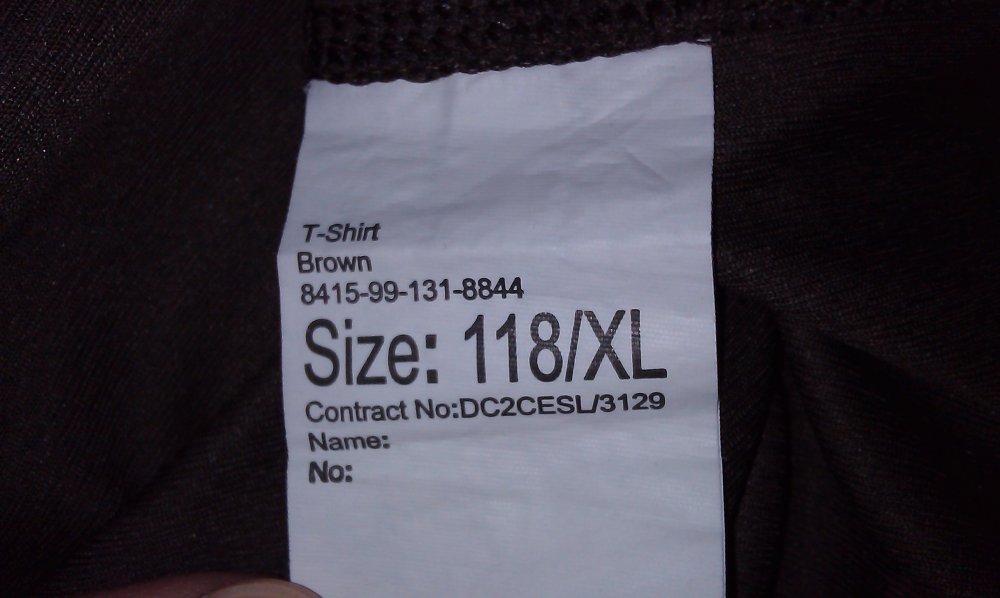 T-Shirt
Brown
8415-99-131-8844
Size: 118/XL
Contract No:DC2CESL/3129
Name:
No: